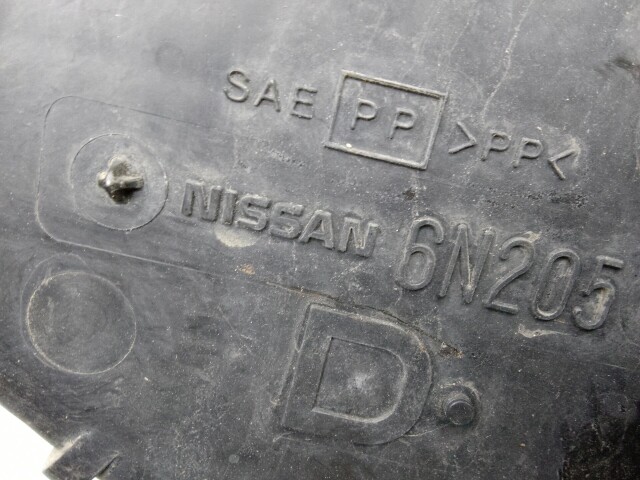 SAE PP >PP<
NISSAN 6N205
D